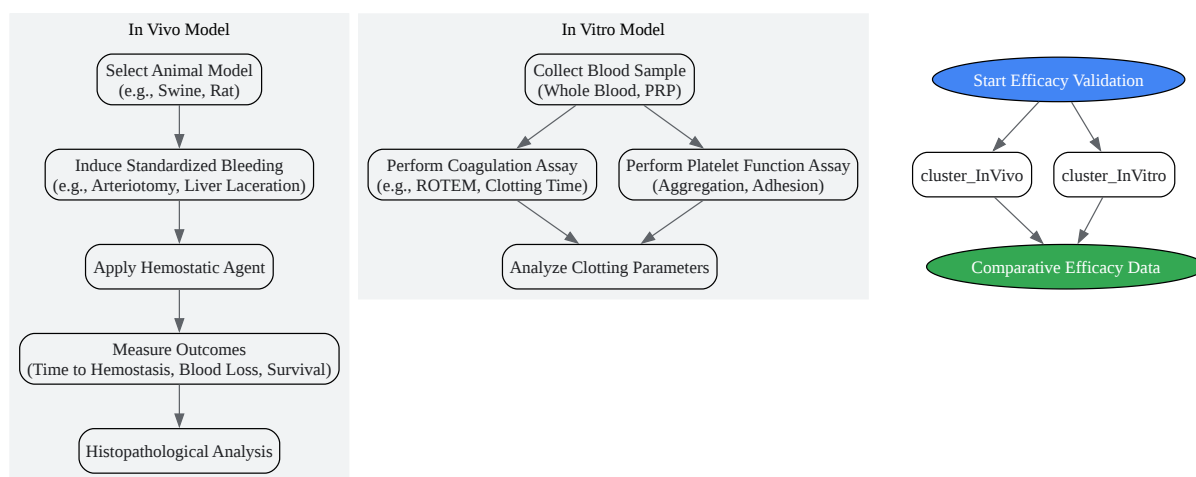 In Vivo Model
Select Animal Model
(e.g., Swine, Rat)
Induce Standardized Bleeding
(e.g., Arteriotomy, Liver Laceration)
Apply Hemostatic Agent
Measure Outcomes
(Time to Hemostasis, Blood Loss, Survival)
Histopathological Analysis
In Vitro Model
Collect Blood Sample
(Whole Blood, PRP)
Perform Coagulation Assay
(e.g., ROTEM, Clotting Time)
Perform Platelet Function Assay
(Aggregation, Adhesion)
Analyze Clotting Parameters
Start Efficacy Validation
cluster_InVivo
cluster_InVitro
Comparative Efficacy Data